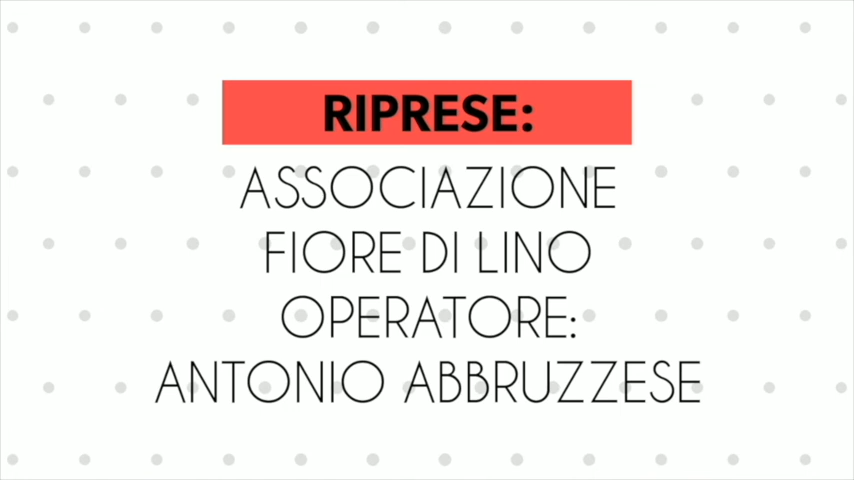 RIPRESE:
ASSOCIAZIONE
FIORE DI LINO
OPERATORE:
ANTONIO ABBRUZZESE